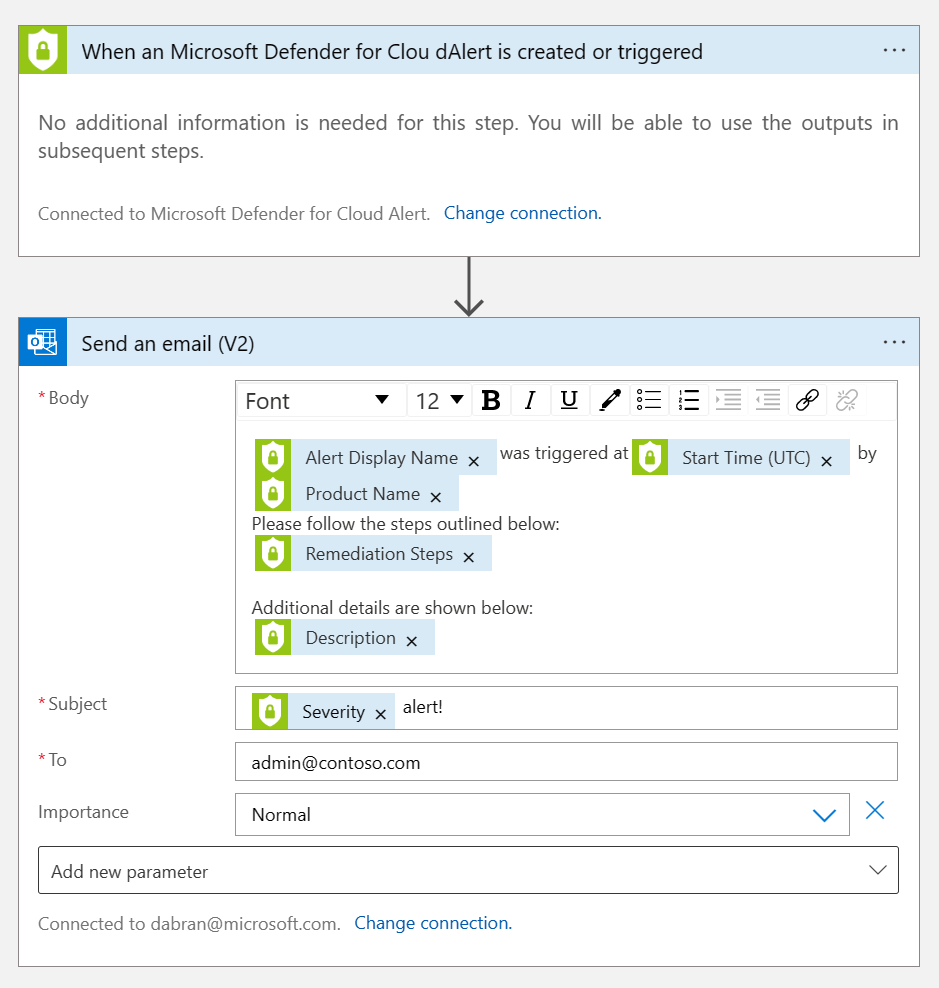 When an Microsoft Defender for Clou dAlert is created or triggered
No additional information is needed for this step. You will be able to use the outputs in
subsequent steps.
Connected to Microsoft Defender for Cloud Alert. Change connection.
Send an email (V2)
* Body
Font 12 B I U
Alert Display Name × was triggered at Start Time (UTC) × by
Product Name ×
Please follow the steps outlined below:
Remediation Steps ×
Additional details are shown below:
Description ×
* Subject
Severity × alert!
* To
admin@contoso.com
Importance
Normal
Add new parameter
Connected to dabran@microsoft.com. Change connection.